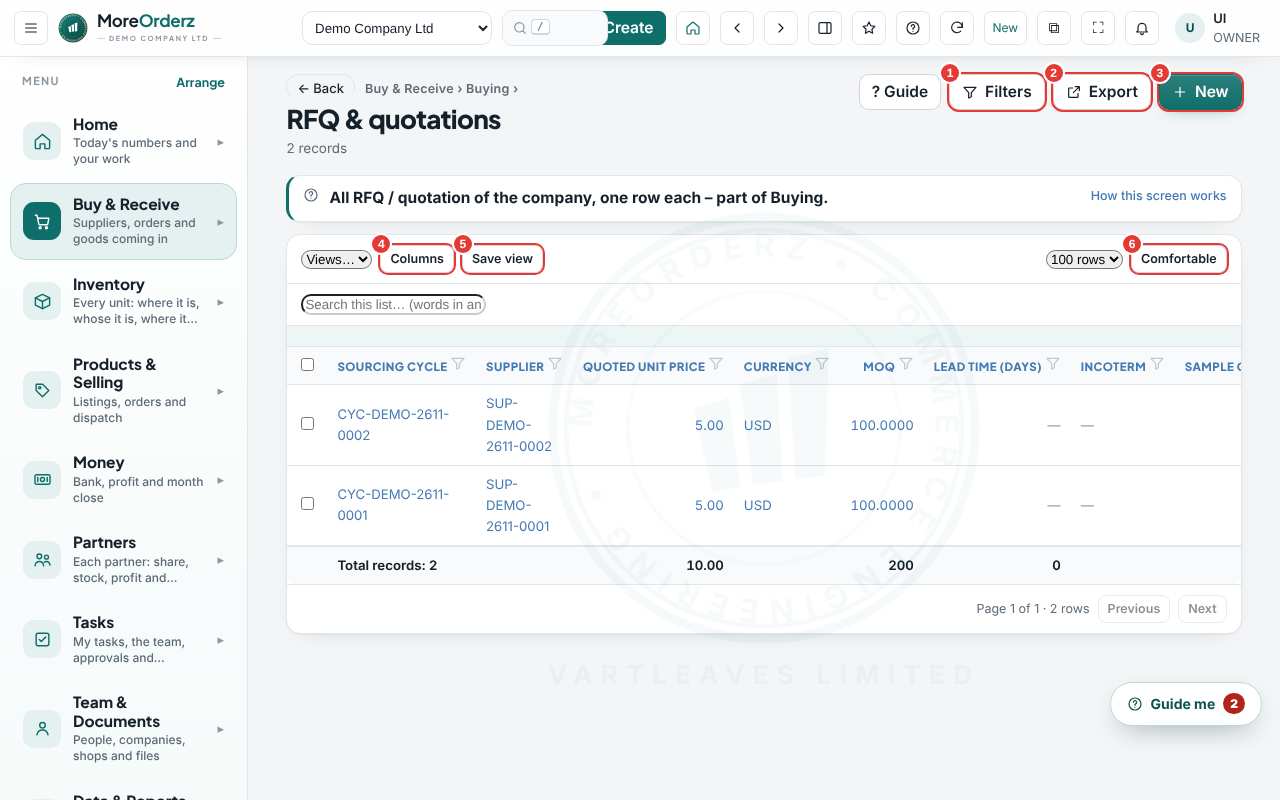 MoreOrderz
— DEMO COMPANY LTD —
Demo Company Ltd
/
Create
New
U
UI
OWNER
MENU
Arrange
Home
Today's numbers and
your work
Buy & Receive
Suppliers, orders and
goods coming in
Inventory
Every unit: where it is,
whose it is, where it...
Products &
Selling
Listings, orders and
dispatch
Money
Bank, profit and month
close
Partners
Each partner: share,
stock, profit and...
Tasks
My tasks, the team,
approvals and...
Team &
Documents
People, companies,
shops and files
← Back
Buy & Receive › Buying ›
RFQ & quotations
2 records
? Guide
1
Filters
2
Export
3
+ New
All RFQ / quotation of the company, one row each – part of Buying.
How this screen works
Views...
4
Columns
5
Save view
100 rows
6
Comfortable
Search this list... (words in an
SOURCING CYCLE SUPPLIER QUOTED UNIT PRICE CURRENCY MOQ LEAD TIME (DAYS) INCOTERM SAMPLE C
CYC-DEMO-2611-
0002
SUP-
DEMO-
2611-0002
5.00 USD 100.0000 — —
CYC-DEMO-2611-
0001
SUP-
DEMO-
2611-0001
5.00 USD 100.0000 — —
Total records: 2 10.00 200 0
Page 1 of 1 · 2 rows Previous Next
MOREORDERZ • COMMERCE ENGINEERING •
VARTLEAVES LIMITED
Guide me 2